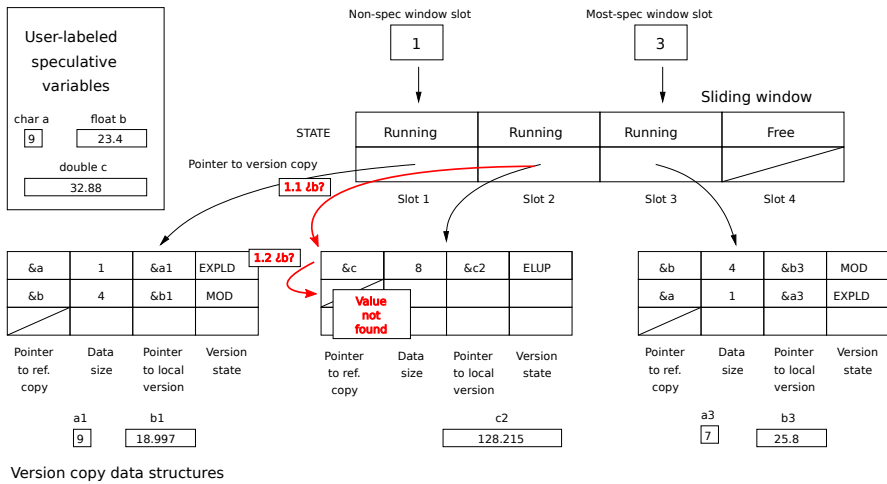 Non-spec window slot
Most-spec window slot
User-labeled
speculative
variables
1
3
Sliding window
char a
float b
9
23.4
double c
32.88
STATE
Running
Running
Running
Free
Pointer to version copy
1.1 ¿b?
Slot 1
Slot 2
Slot 3
Slot 4
1.2 ¿b?
&a
1
&a1
EXPLD
&b
4
&b1
MOD
&c
8
&c2
ELUP
Value
not
found
&b
4
&b3
MOD
&a
1
&a3
EXPLD
Pointer
to ref.
copy
Data
size
Pointer
to local
version
Version
state
Pointer
to ref.
copy
Data
size
Pointer
to local
version
Version
state
Pointer
to ref.
copy
Data
size
Pointer
to local
version
Version
state
a1
9
b1
18.997
c2
128.215
a3
7
b3
25.8
Version copy data structures